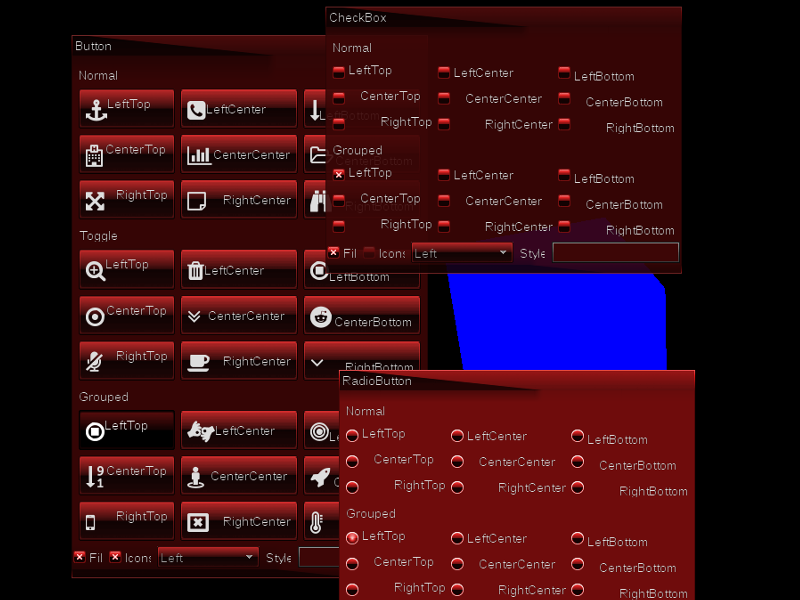 Button
Normal
LeftTop LeftCenter
CenterTop CenterCenter
RightTop RightCenter
Toggle
LeftTop LeftCenter LeftBottom
CenterTop CenterCenter CenterBottom
RightTop RightCenter RightBottom
Grouped
LeftTop LeftCenter
CenterTop CenterCenter
RightTop RightCenter
Fil Icons Left Style
CheckBox
Normal
LeftTop LeftCenter LeftBottom
CenterTop CenterCenter CenterBottom
RightTop RightCenter RightBottom
Grouped
LeftTop LeftCenter LeftBottom
CenterTop CenterCenter CenterBottom
RightTop RightCenter RightBottom
Fil Icons Left Style
RadioButton
Normal
LeftTop LeftCenter LeftBottom
CenterTop CenterCenter CenterBottom
RightTop RightCenter RightBottom
Grouped
LeftTop LeftCenter LeftBottom
CenterTop CenterCenter CenterBottom
RightTop RightCenter RightBottom